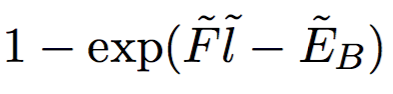 1 − exp(F̃l̃ − Ẽ_B)